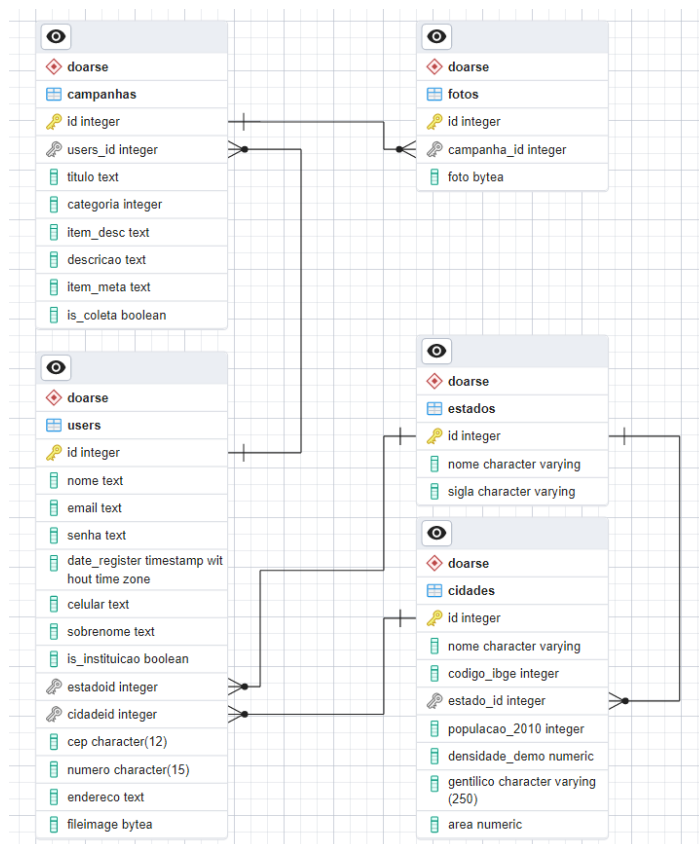 doarse
campanhas
id integer
users_id integer
titulo text
categoria integer
item_desc text
descricao text
item_meta text
is_coleta boolean
doarse
fotos
id integer
campanha_id integer
foto bytea
doarse
users
id integer
nome text
email text
senha text
date_register timestamp wit
hout time zone
celular text
sobrenome text
is_instituicao boolean
estadoid integer
cidadeid integer
cep character(12)
numero character(15)
endereco text
fileimage bytea
doarse
estados
id integer
nome character varying
sigla character varying
doarse
cidades
id integer
nome character varying
codigo_ibge integer
estado_id integer
populacao_2010 integer
densidade_demo numeric
gentilico character varying
(250)
area numeric